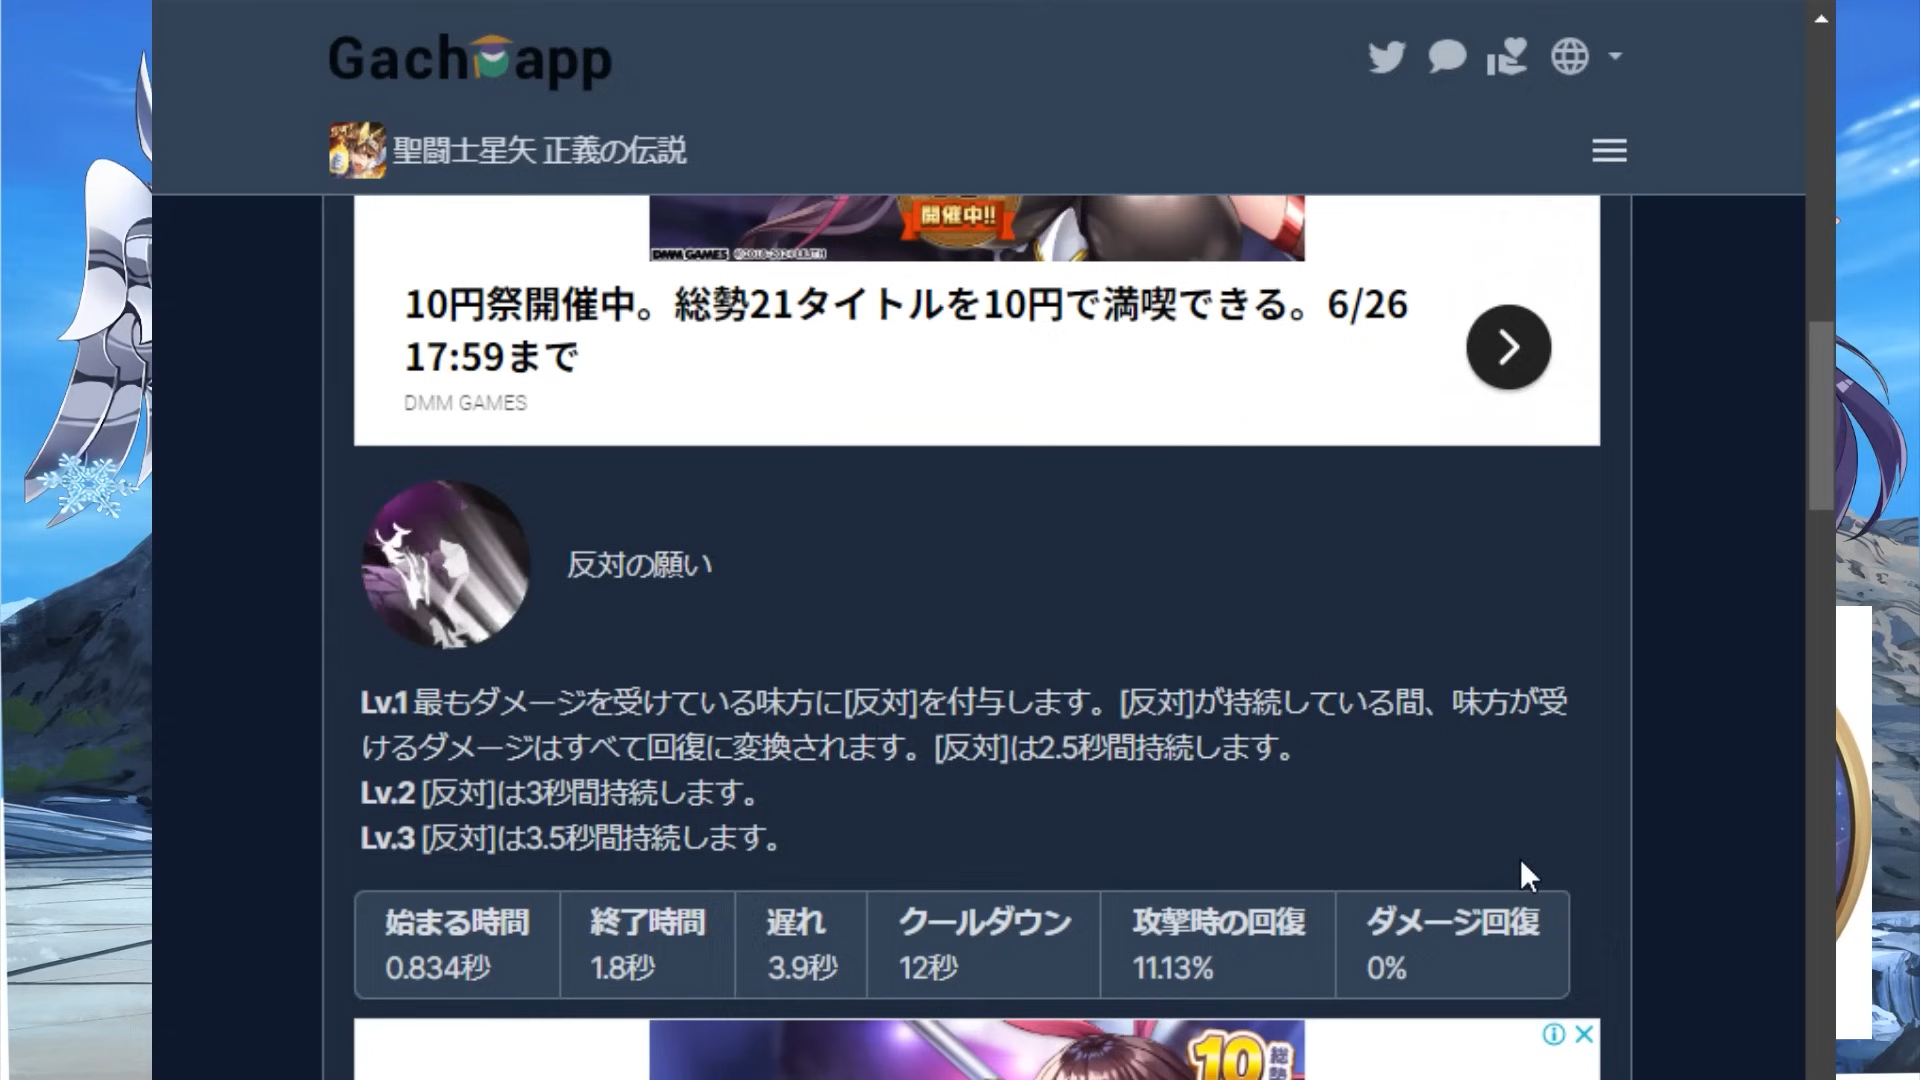 Gach app
聖闘士星矢 正義の伝説
開催中!!
DMM GAMES
10円祭開催中。総勢21タイトルを10円で満喫できる。6/26
17:59まで
DMM GAMES
反対の願い
Lv.1 最もダメージを受けている味方に[反対]を付与します。[反対]が持続している間、味方が受
けるダメージはすべて回復に変換されます。[反対]は2.5秒間持続します。
Lv.2 [反対]は3秒間持続します。
Lv.3 [反対]は3.5秒間持続します。
始まる時間 終了時間 遅れ クールダウン 攻撃時の回復 ダメージ回復
0.834秒 1.8秒 3.9秒 12秒 11.13% 0%
10 総勢